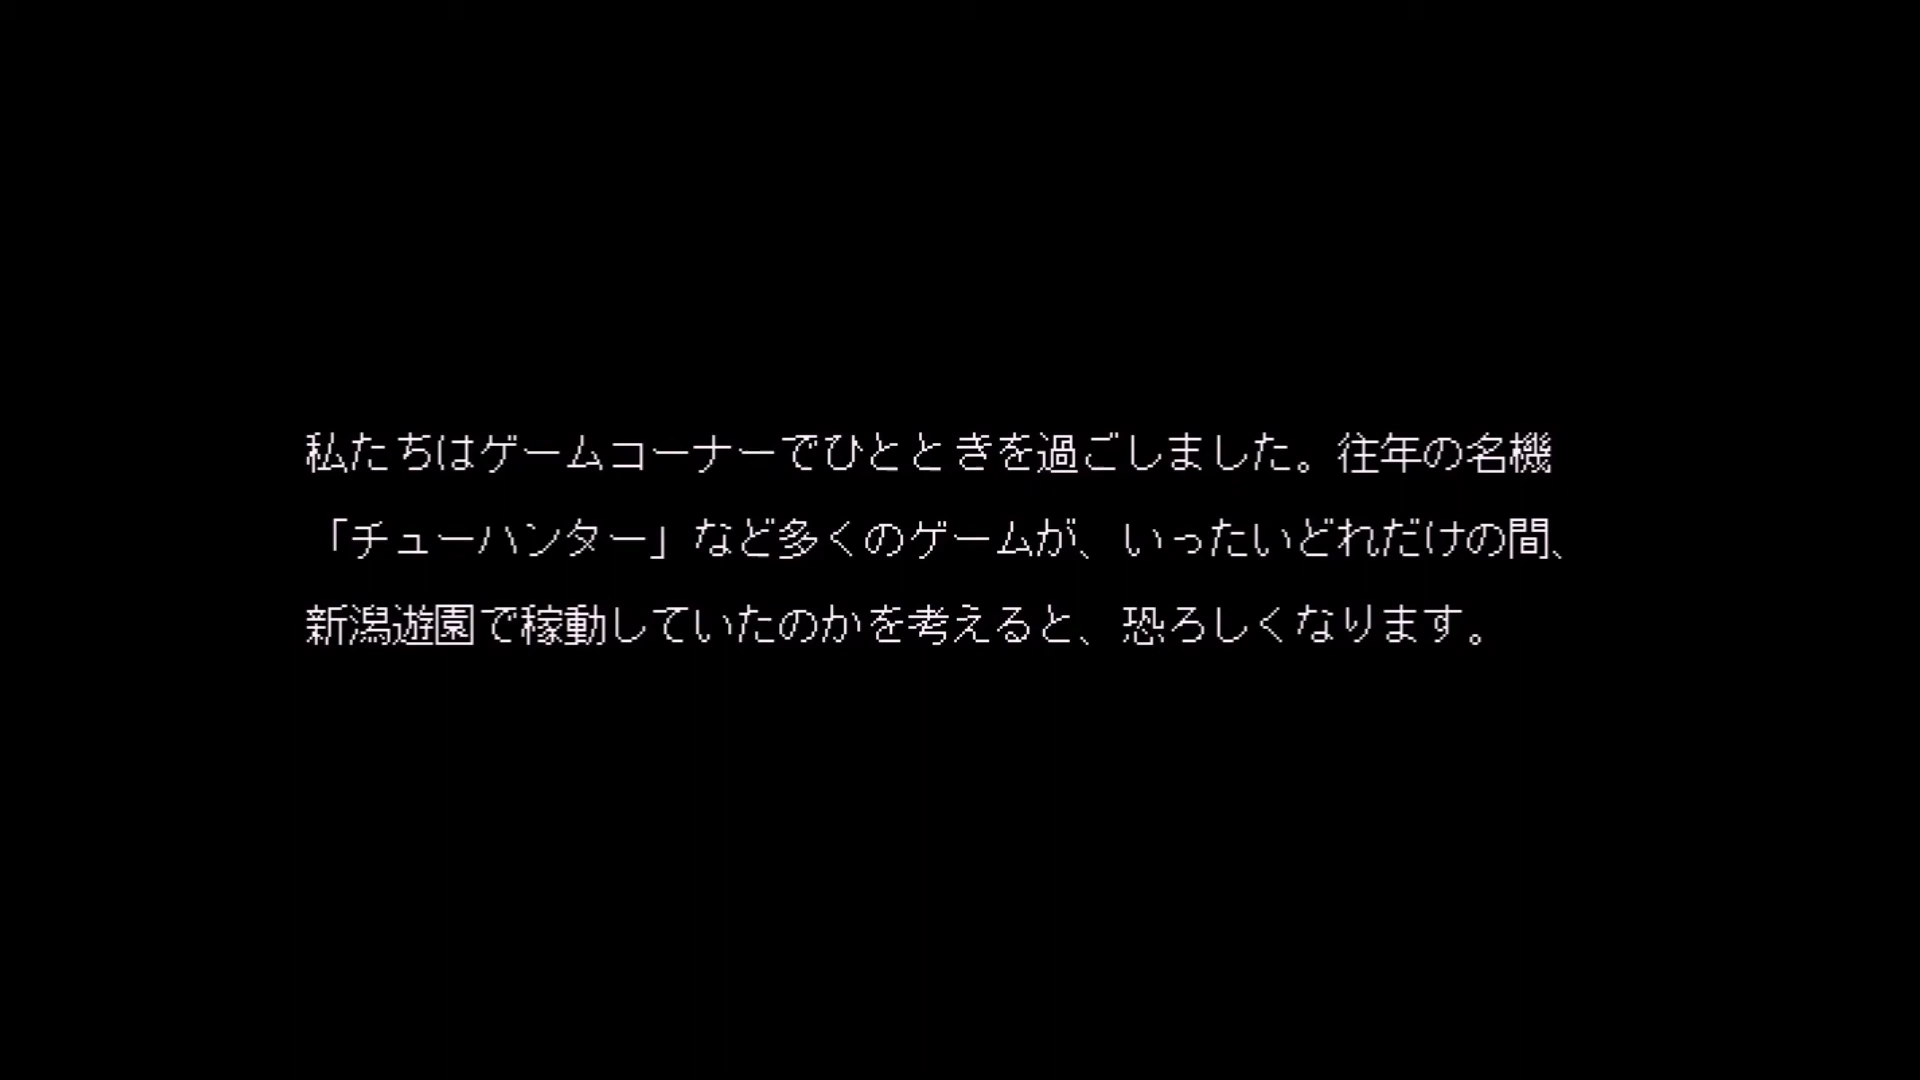 私たちはゲームコーナーでひとときを過ごしました。往年の名機
「チューハンター」など多くのゲームが、いったいどれだけの間、
新潟遊園で稼動していたのかを考えると、恐ろしくなります。